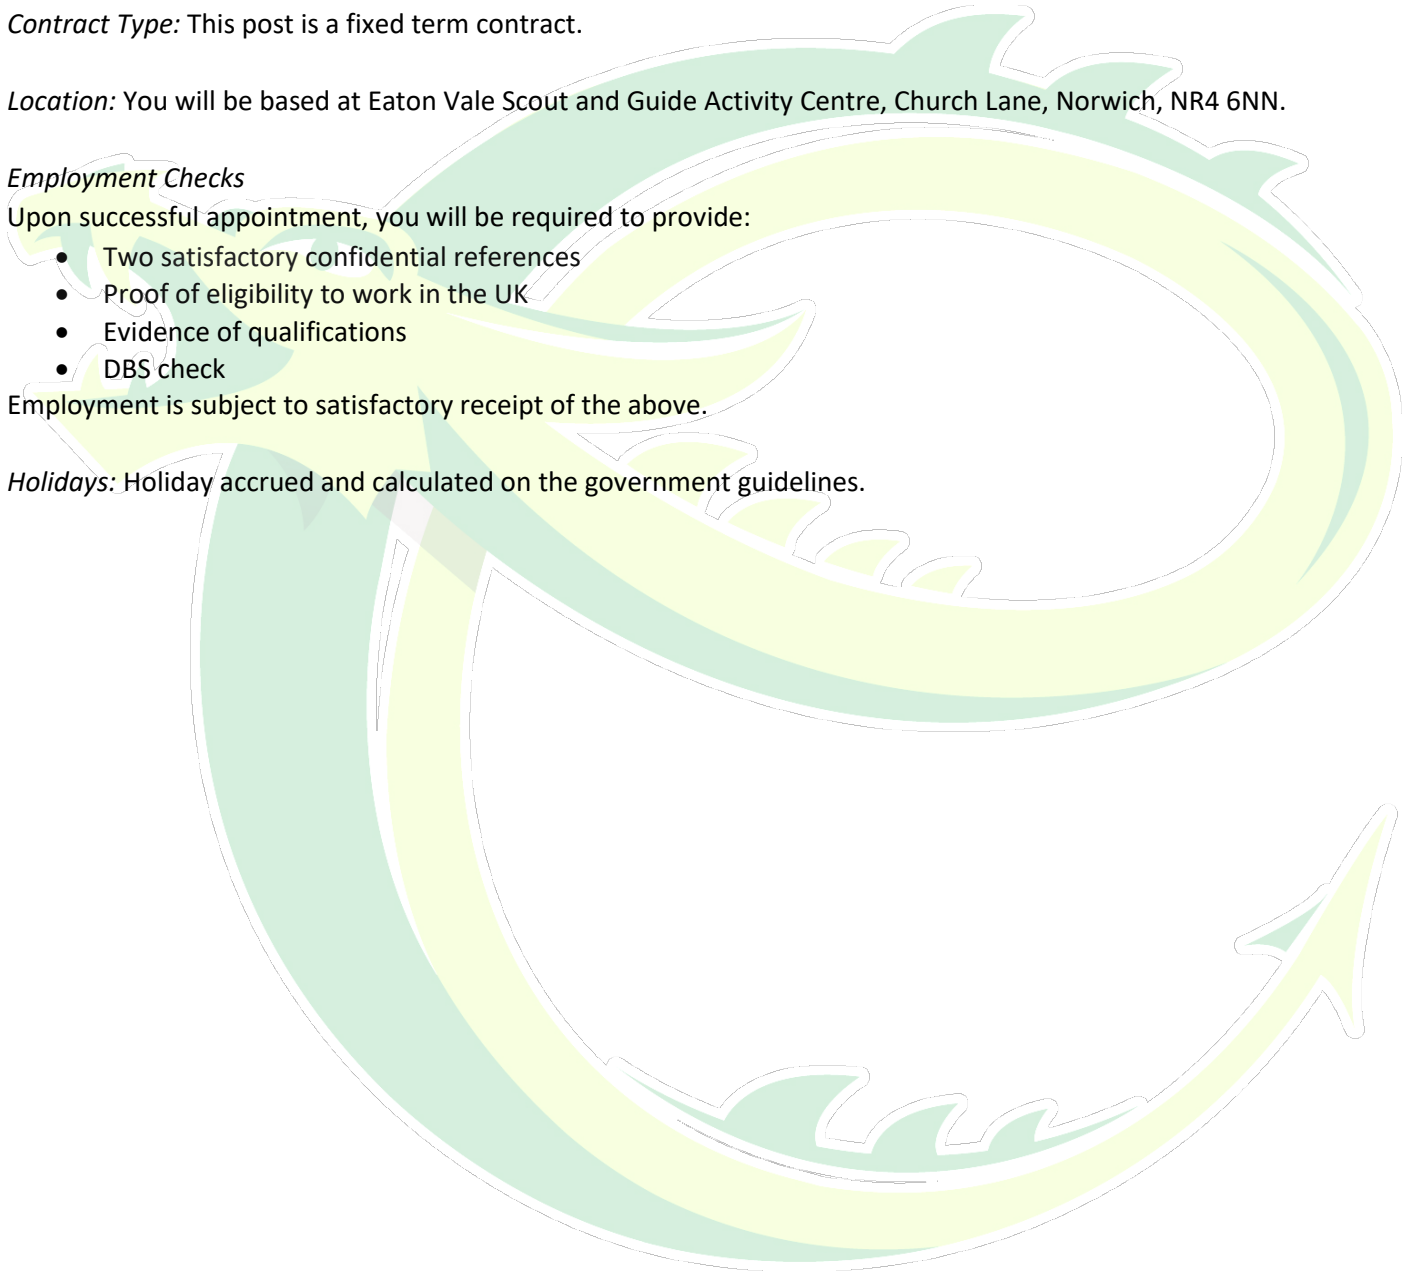 Contract Type: This post is a fixed term contract.
Location: You will be based at Eaton Vale Scout and Guide Activity Centre, Church Lane, Norwich, NR4 6NN.
Employment Checks
Upon successful appointment, you will be required to provide:
• Two satisfactory confidential references
• Proof of eligibility to work in the UK
• Evidence of qualifications
• DBS check
Employment is subject to satisfactory receipt of the above.
Holidays: Holiday accrued and calculated on the government guidelines.